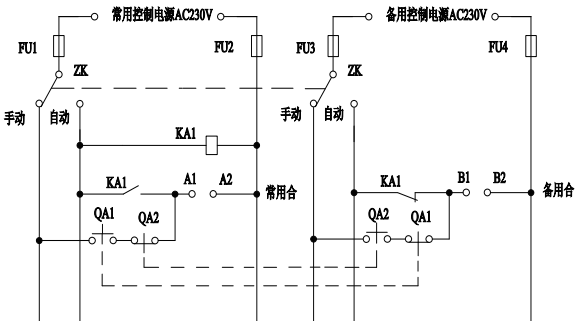 常用控制电源AC230V
备用控制电源AC230V
FU1
FU2
FU3
FU4
ZK
ZK
手动
自动
手动
自动
KA1
KA1
A1
A2
常用合
KA1
B1
B2
备用合
QA1
QA2
QA2
QA1